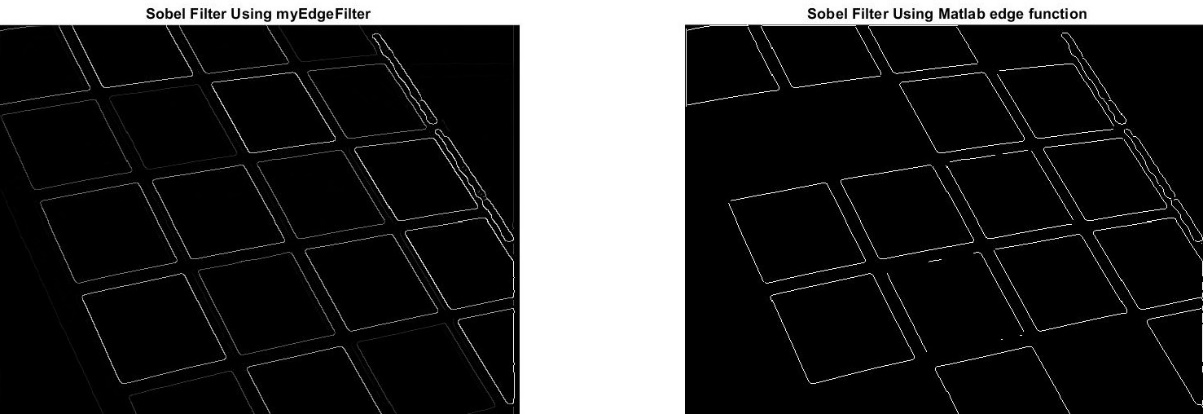 Sobel Filter Using myEdgeFilter
Sobel Filter Using Matlab edge function